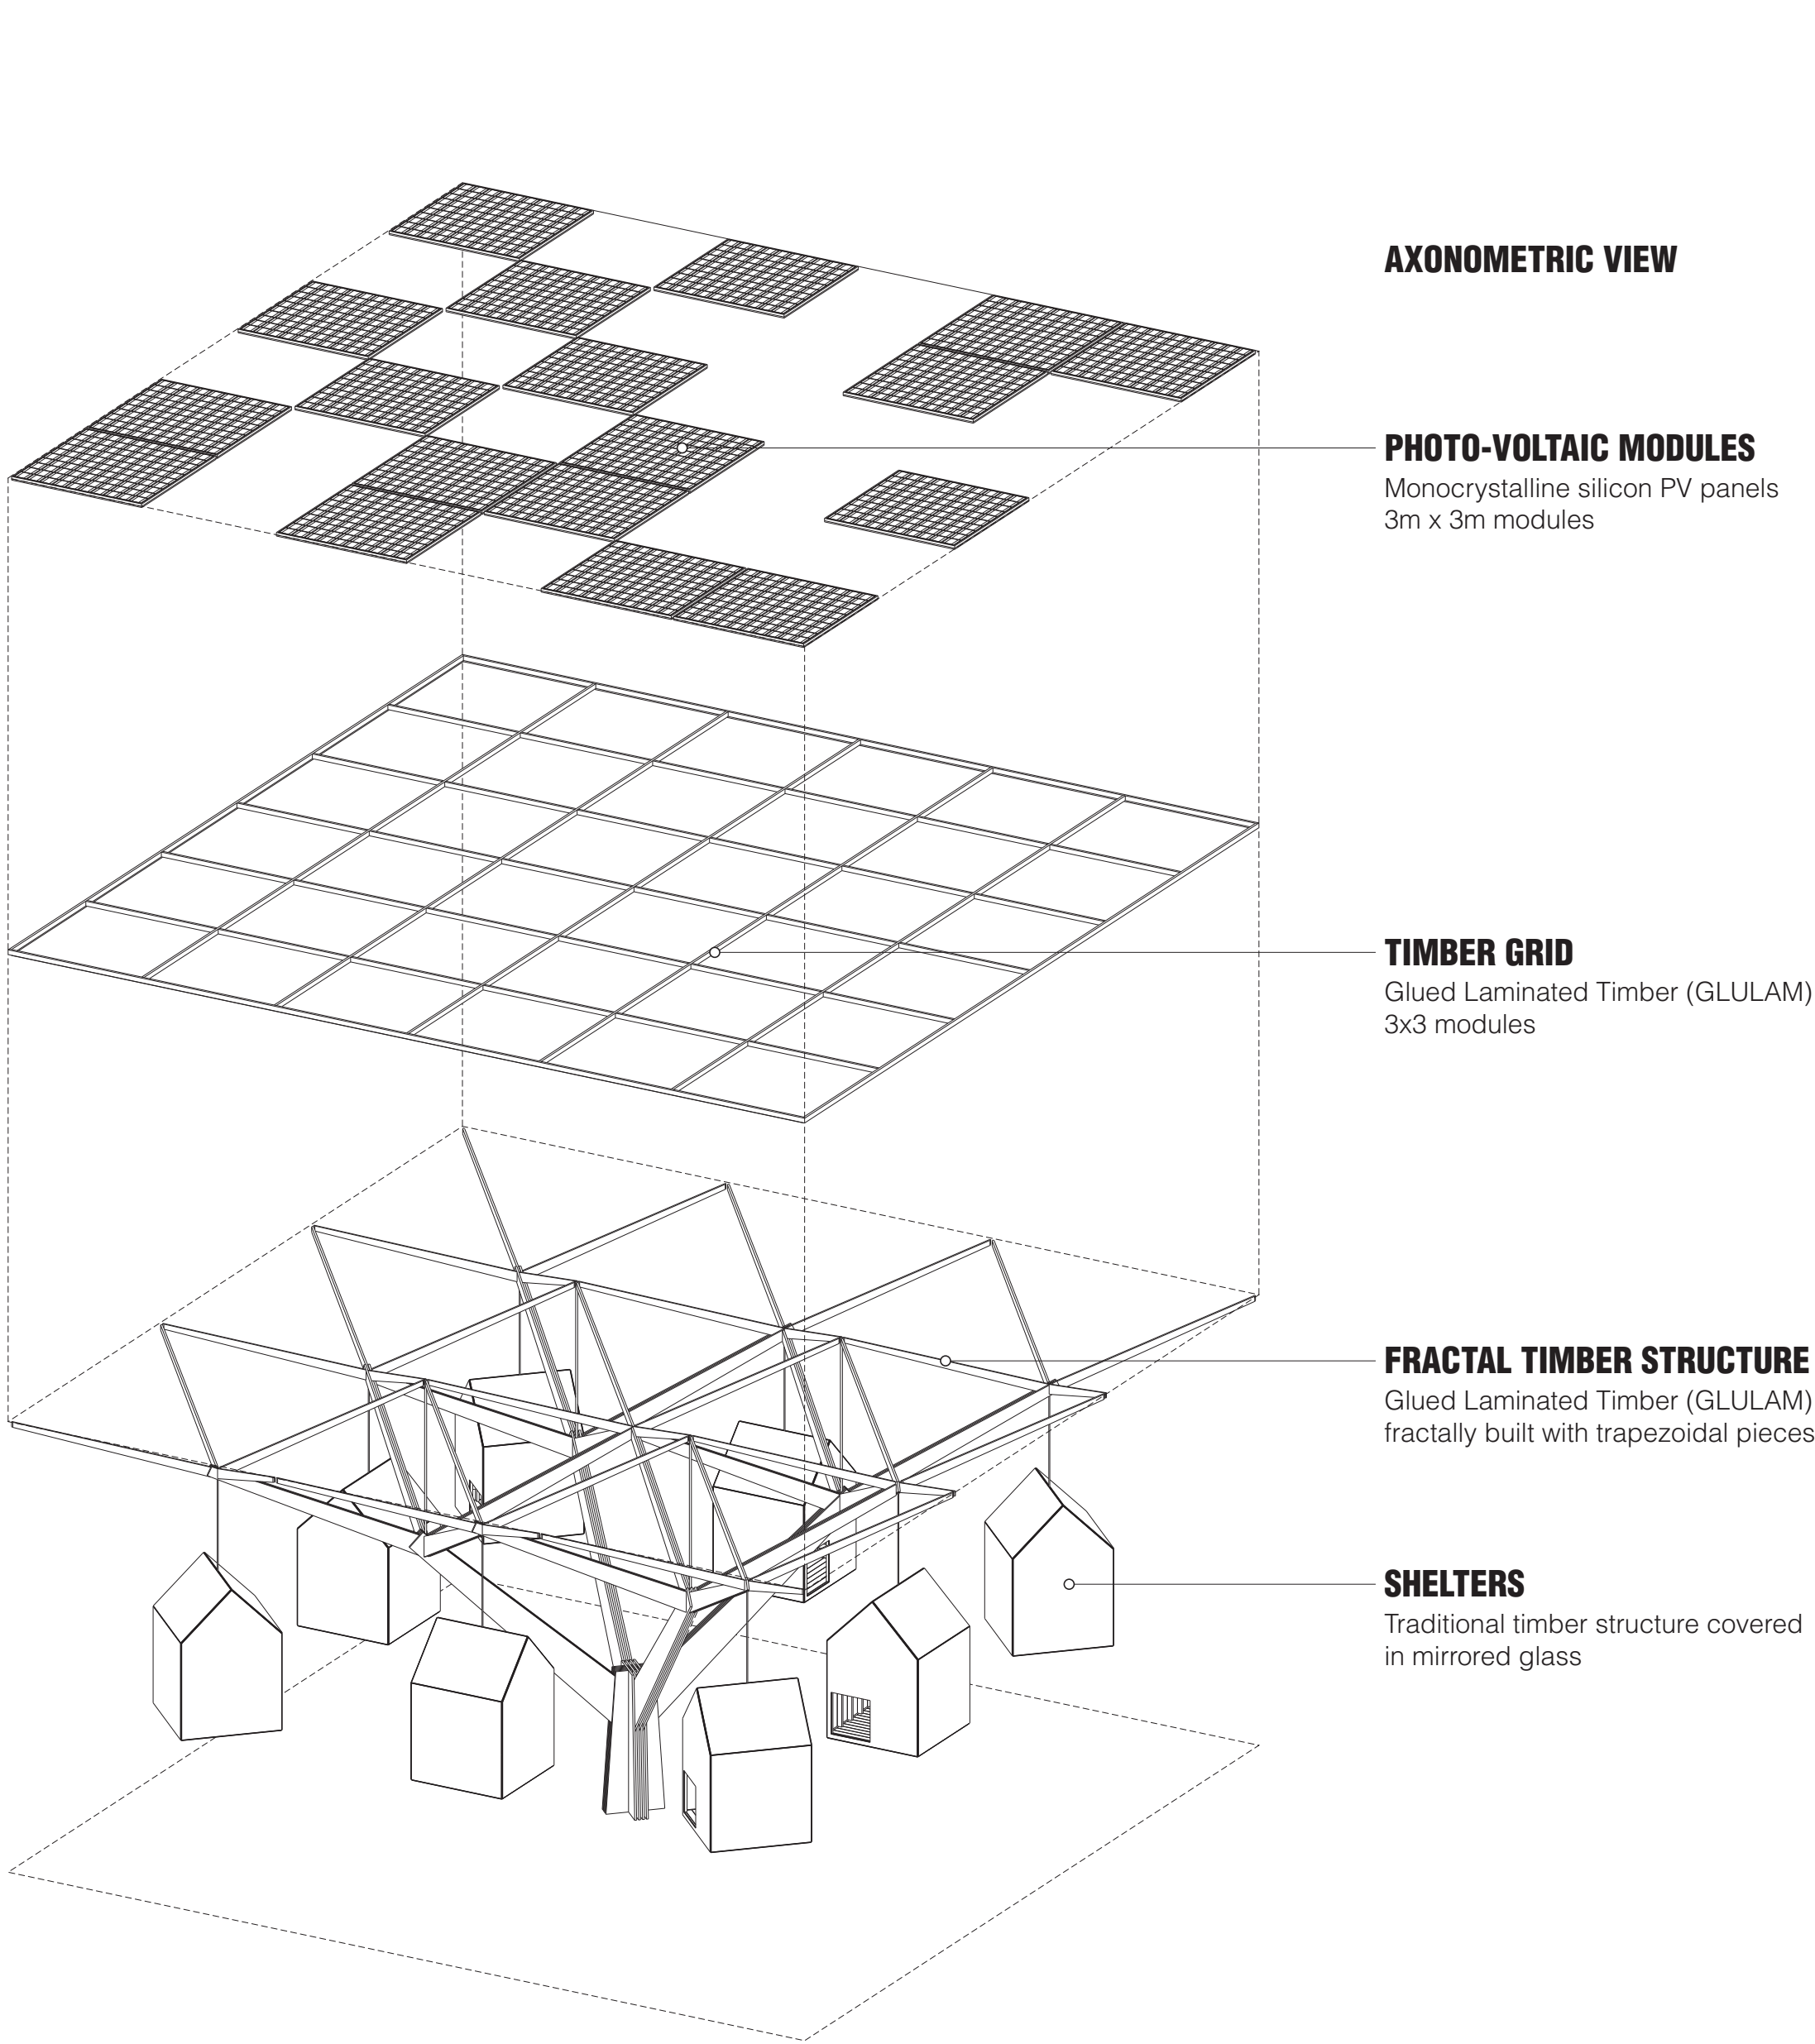 AXONOMETRIC VIEW
PHOTO-VOLTAIC MODULES
Monocrystalline silicon PV panels
3m x 3m modules
TIMBER GRID
Glued Laminated Timber (GLULAM)
3x3 modules
FRACTAL TIMBER STRUCTURE
Glued Laminated Timber (GLULAM)
fractally built with trapezoidal pieces
SHELTERS
Traditional timber structure covered
in mirrored glass